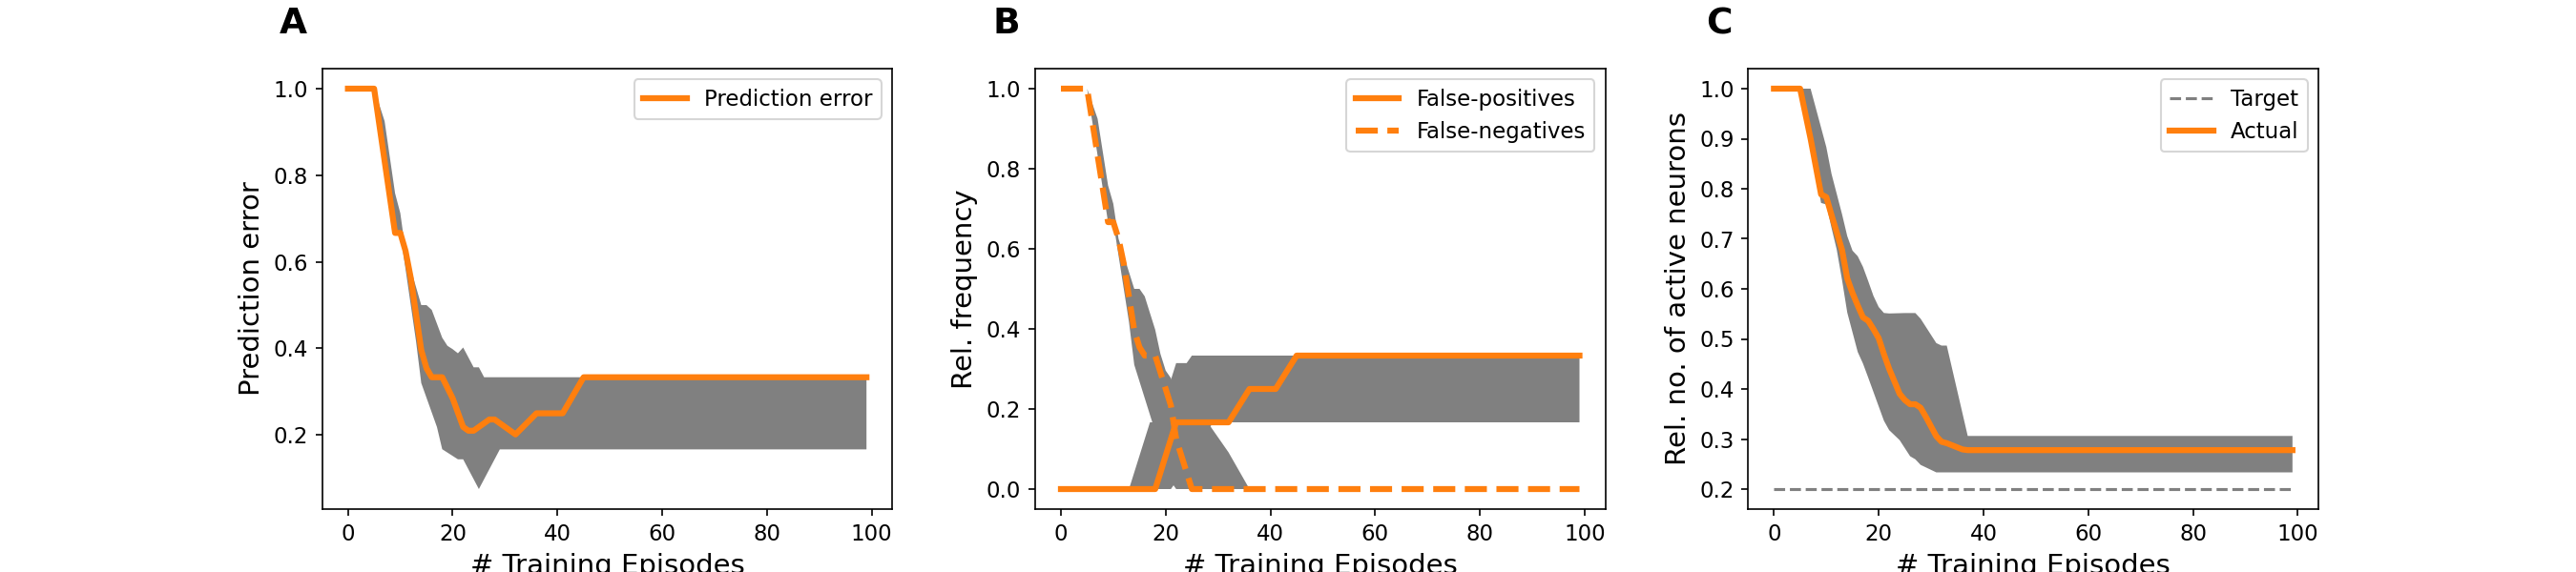 A
Prediction error
1.0
0.8
0.6
0.4
0.2
Prediction error
0 20 40 60 80 100
# Training Episodes
B
False-positives
False-negatives
1.0
0.8
0.6
0.4
0.2
0.0
Rel. frequency
0 20 40 60 80 100
# Training Episodes
C
Target
Actual
1.0
0.9
0.8
0.7
0.6
0.5
0.4
0.3
0.2
Rel. no. of active neurons
0 20 40 60 80 100
# Training Episodes